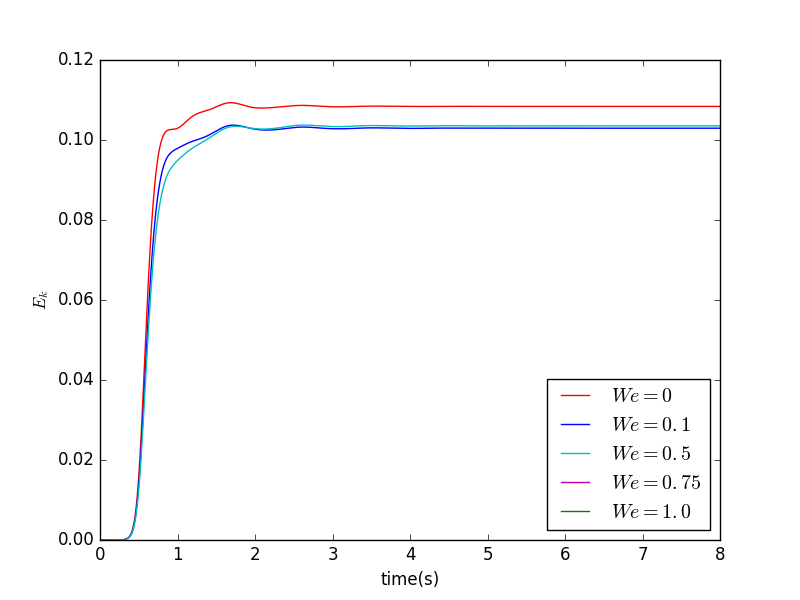 0.12
0.10
0.08
0.06
0.04
0.02
0.00
E_k
0 1 2 3 4 5 6 7 8
time(s)
We = 0
We = 0.1
We = 0.5
We = 0.75
We = 1.0